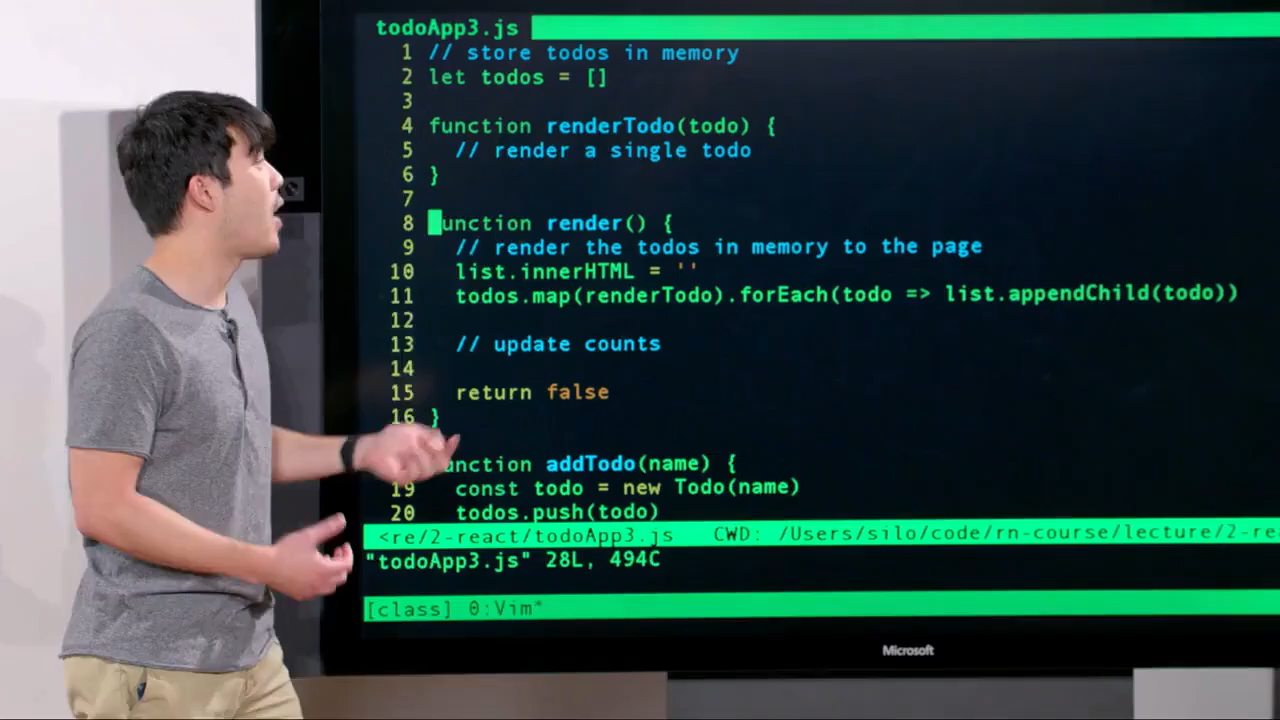 todoApp3.js
1 // store todos in memory
2 let todos = []
3
4 function renderTodo(todo) {
5 // render a single todo
6 }
7
8 unction render() {
9 // render the todos in memory to the page
10 list.innerHTML = ''
11 todos.map(renderTodo).forEach(todo => list.appendChild(todo))
12
13 // update counts
14
15 return false
16 }
unction addTodo(name) {
19 const todo = new Todo(name)
20 todos.push(todo)
<re/2-react/todoApp3.js CWD: /Users/silo/code/rn-course/lecture/2-re
"todoApp3.js" 28L, 494C
[class] 0:Vim*
Microsoft